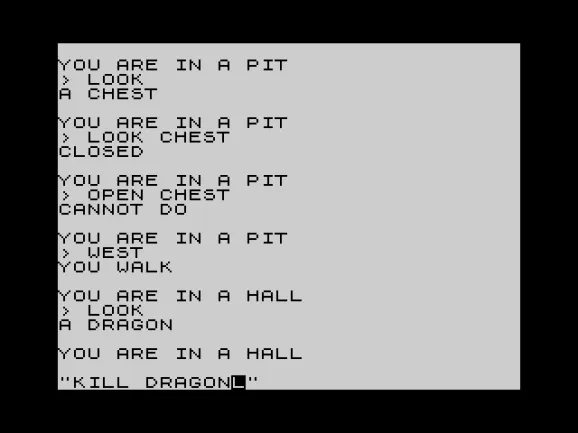 YOU ARE IN A PIT
> LOOK
A CHEST
YOU ARE IN A PIT
> LOOK CHEST
CLOSED
YOU ARE IN A PIT
> OPEN CHEST
CANNOT DO
YOU ARE IN A PIT
> WEST
YOU WALK
YOU ARE IN A HALL
> LOOK
A DRAGON
YOU ARE IN A HALL
"KILL DRAGONL"